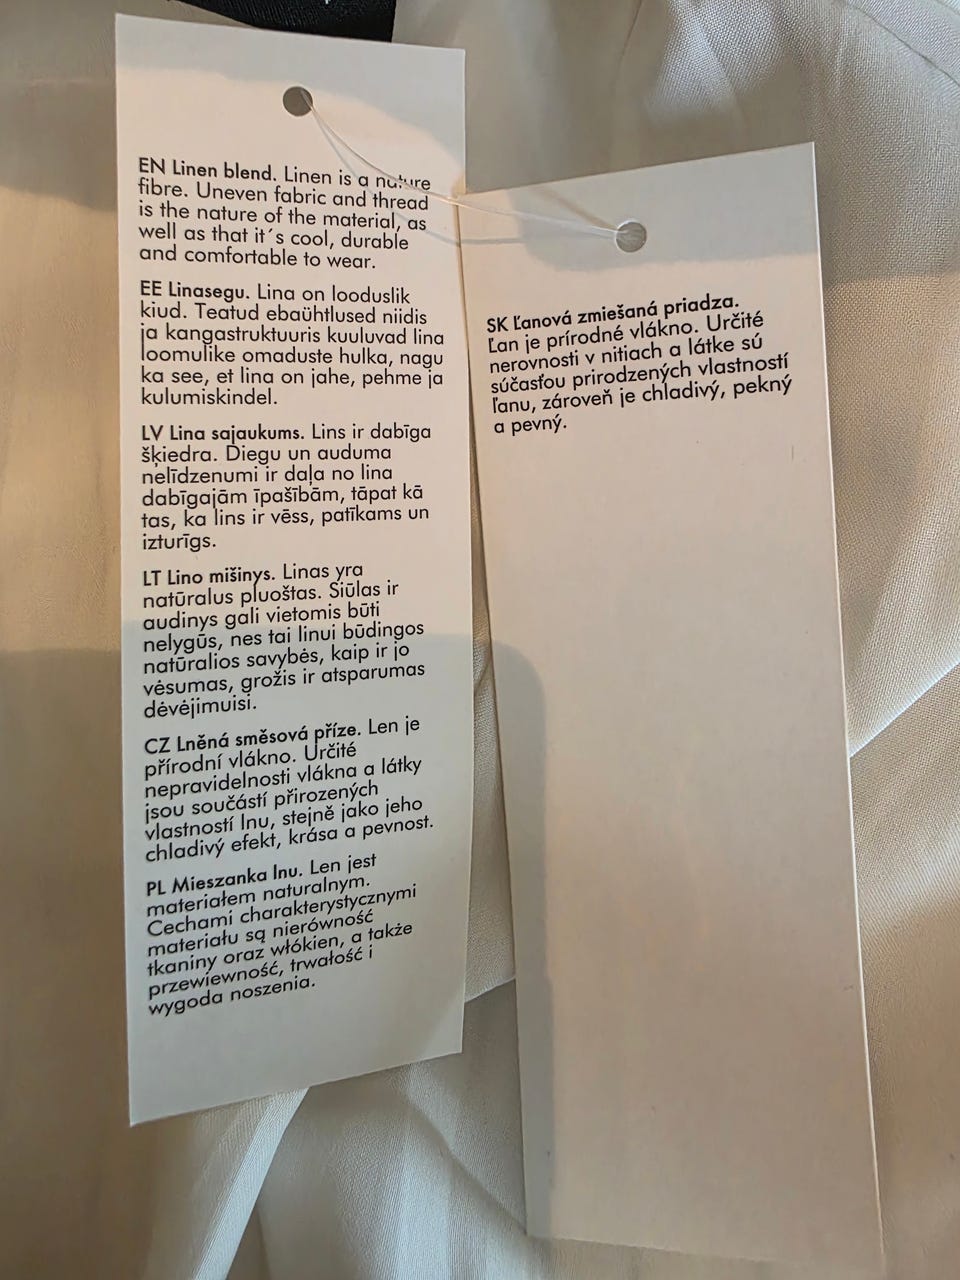 EN Linen blend. Linen is a nature
fibre. Uneven fabric and thread
is the nature of the material, as
well as that it´s cool, durable
and comfortable to wear.
EE Linasegu. Lina on looduslik
kiud. Teatud ebaühtlused niidis
ja kangastruktuuris kuuluvad lina
loomulike omaduste hulka, nagu
ka see, et lina on jahe, pehme ja
kulumiskindel.
LV Lina sajaukums. Lins ir dabīga
šķiedra. Diegu un auduma
nelīdzenumi ir daļa no lina
dabīgajām īpašībām, tāpat kā
tas, ka lins ir vēss, patīkams un
izturīgs.
LT Lino mišinys. Linas yra
natūralus pluoštas. Siūlas ir
audinys gali vietomis būti
nelygūs, nes tai linui būdingos
natūralios savybės, kaip ir jo
vėsumas, grožis ir atsparumas
dėvėjimuisi.
CZ Lněná směsová příze. Len je
přírodní vlákno. Určité
nepravidelnosti vlákna a látky
jsou součástí přirozených
vlastností lnu, stejně jako jeho
chladivý efekt, krása a pevnost.
PL Mieszanka lnu. Len jest
materiałem naturalnym.
Cechami charakterystycznymi
materiału są nierówność
tkaniny oraz włókien, a także
przewiewność, trwałość i
wygoda noszenia.
SK Ľanová zmiešaná priadza.
Ľan je prírodné vlákno. Určité
nerovnosti v nitiach a látke sú
súčasťou prirodzených vlastností
ľanu, zároveň je chladivý, pekný
a pevný.